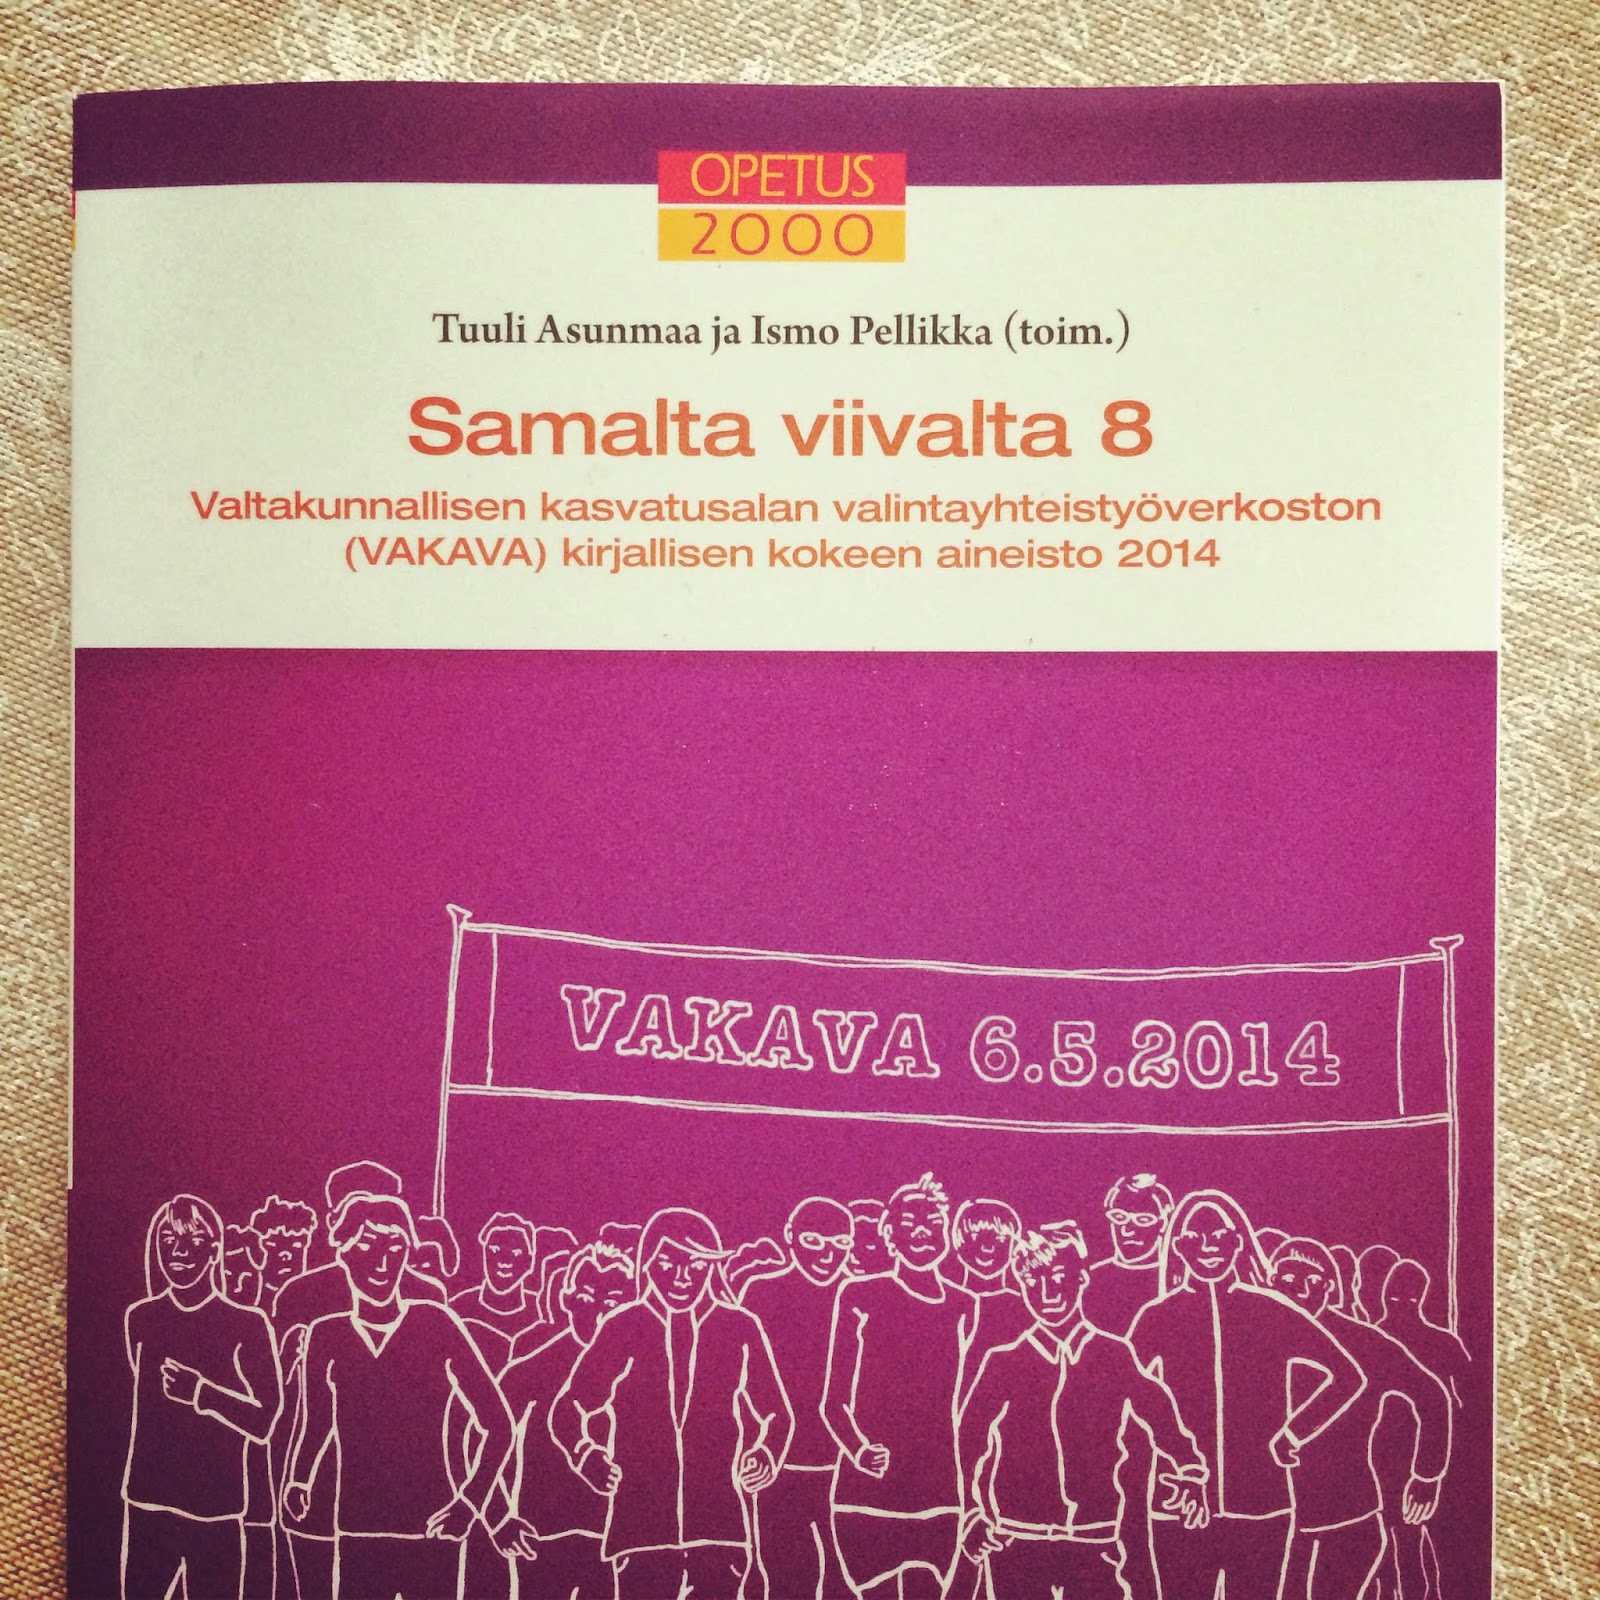 OPETUS
2000
Tuuli Asunmaa ja Ismo Pellikka (toim.)
Samalta viivalta 8
Valtakunnallisen kasvatusalan valintayhteistyöverkoston
(VAKAVA) kirjallisen kokeen aineisto 2014
VAKAVA 6.5.2014